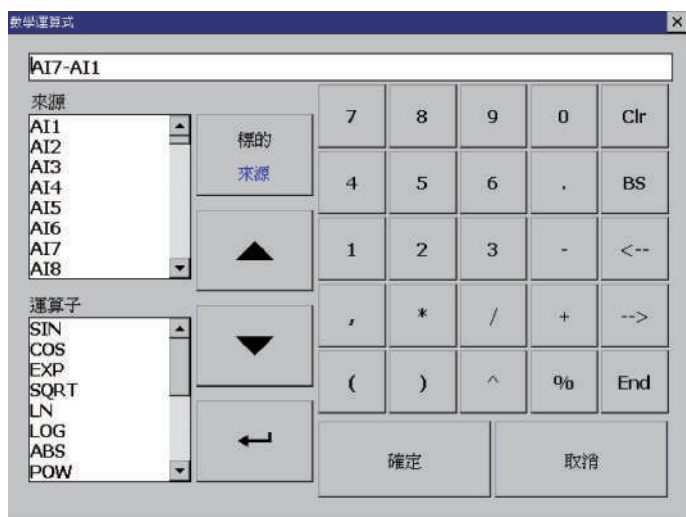 數學運算式
AI7-AI1
來源
AI1
AI2
AI3
AI4
AI5
AI6
AI7
AI8
運算子
SIN
COS
EXP
SQRT
LN
LOG
ABS
POW
標的
來源
7 8 9 0 Clr
4 5 6 . BS
1 2 3 - <--
, * / + -->
( ) ^ % End
確定 取消